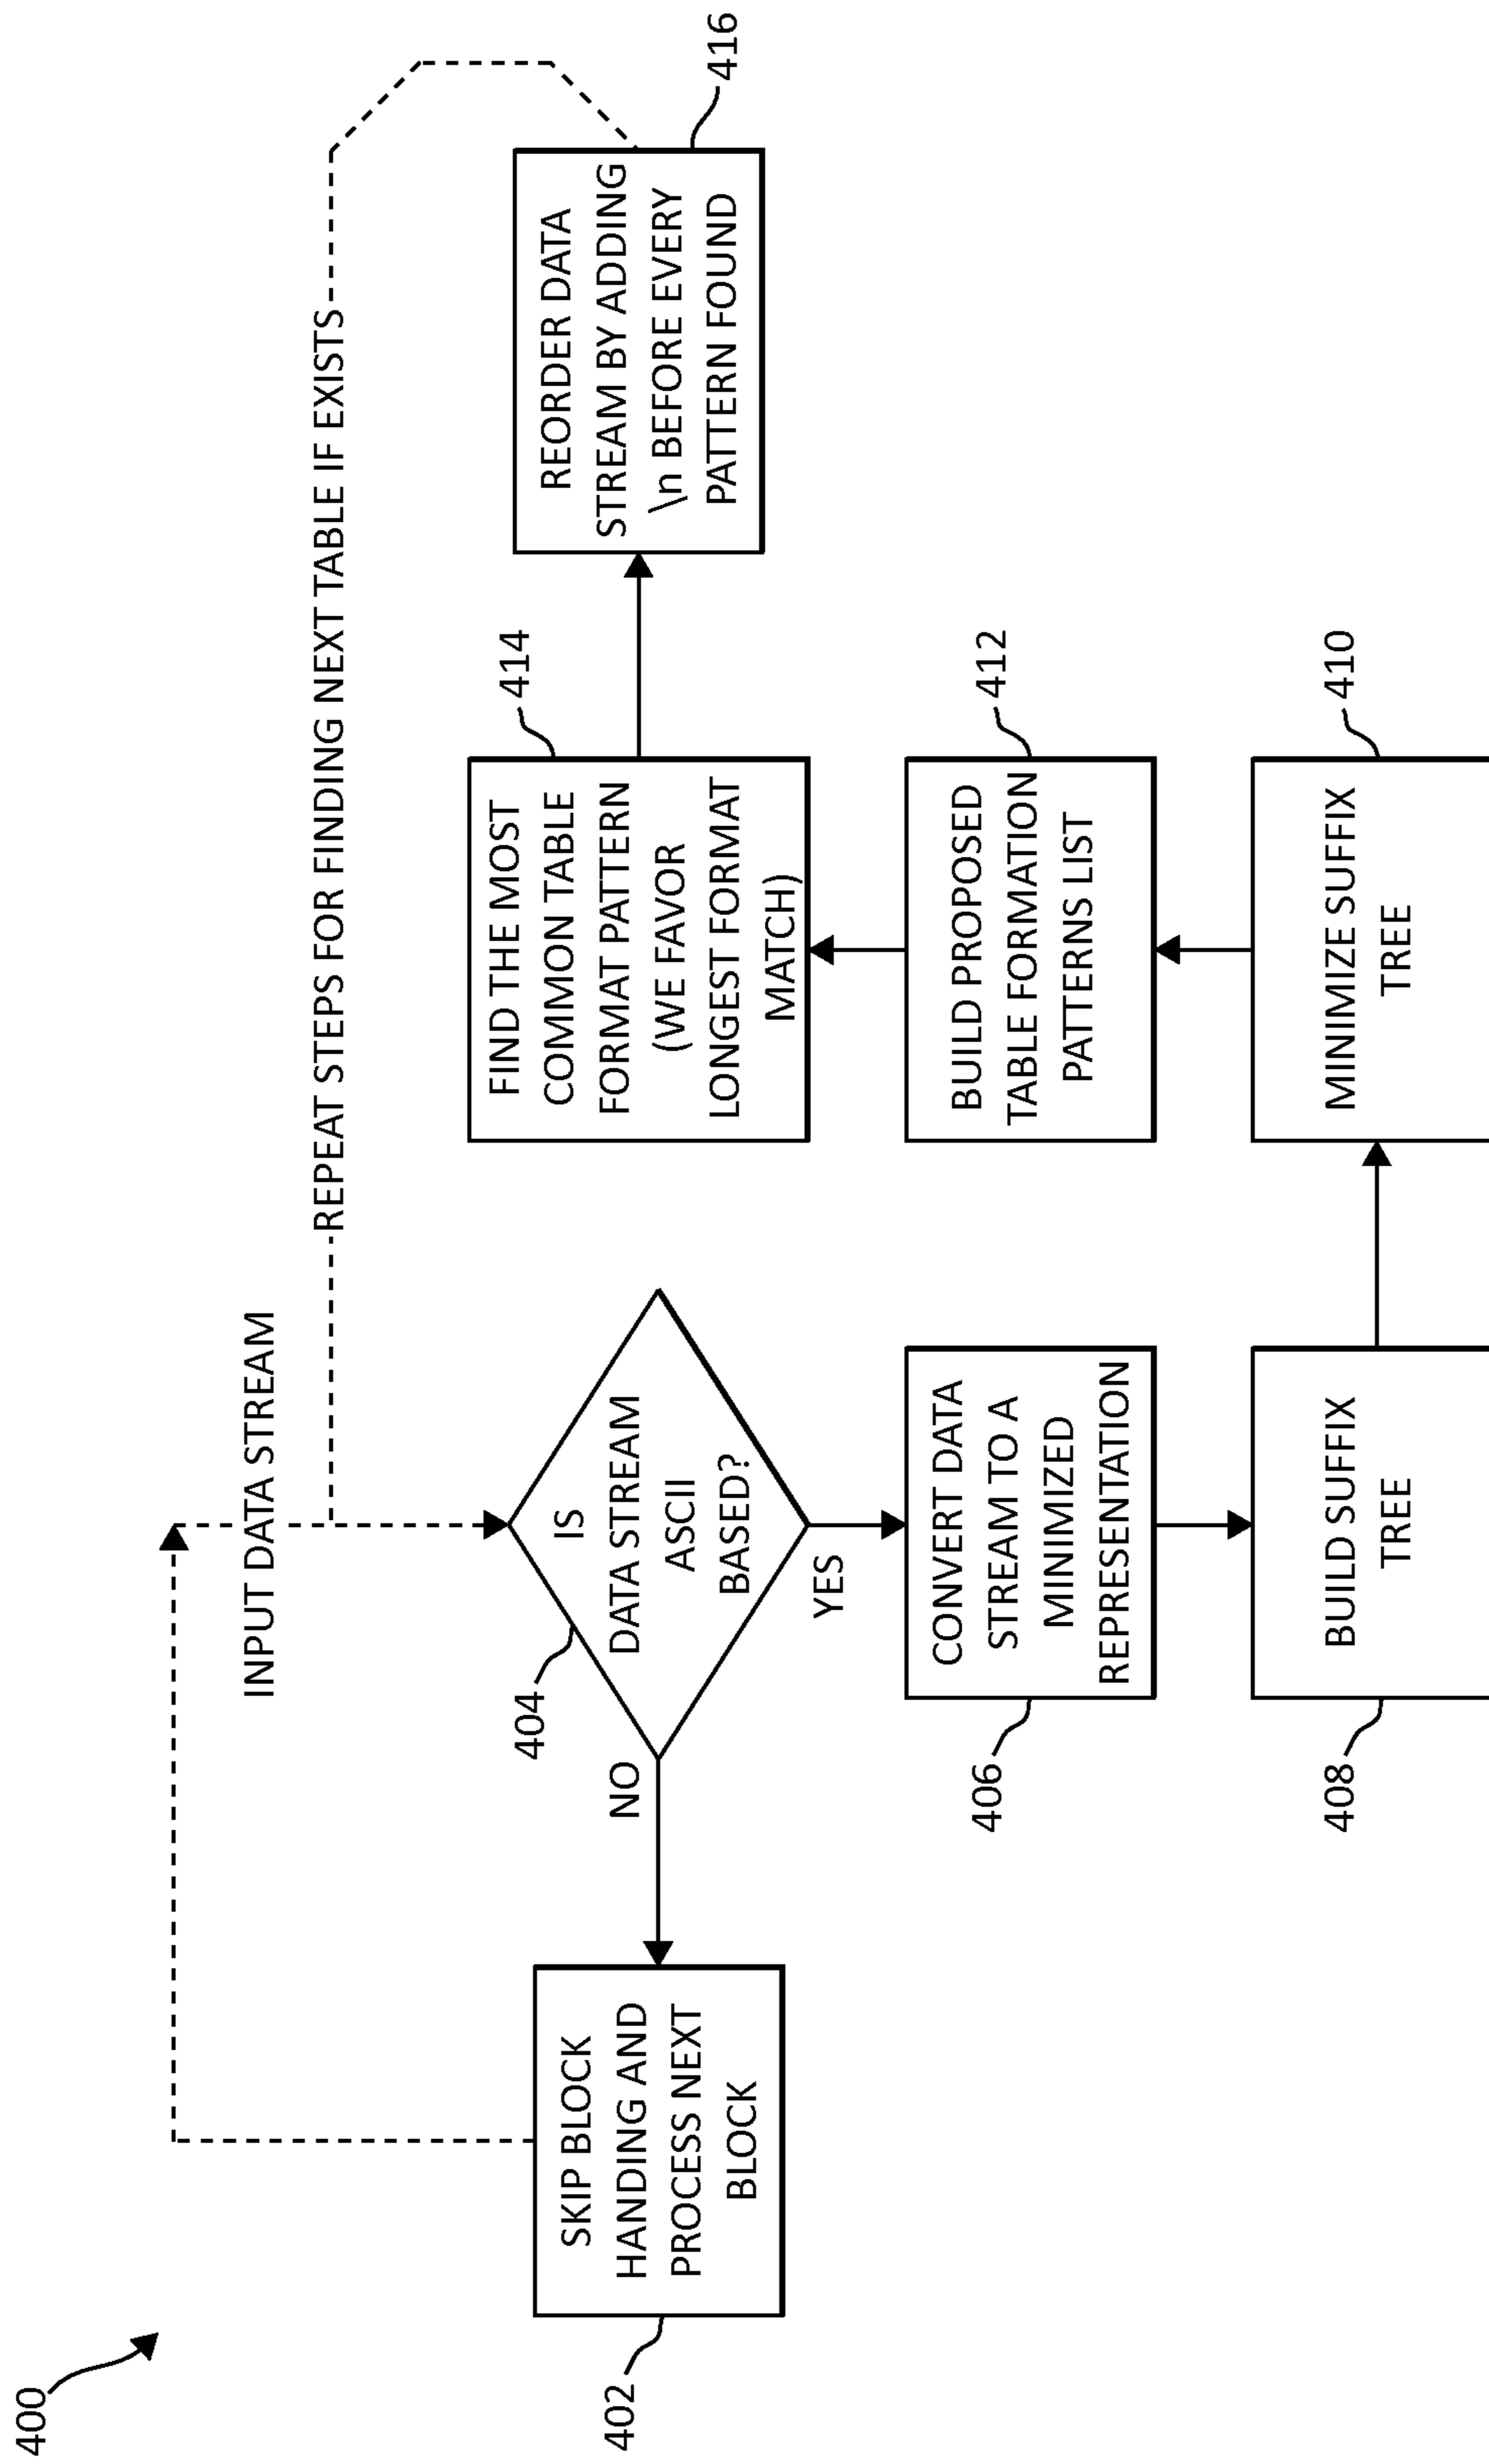 400
INPUT DATA STREAM
REPEAT STEPS FOR FINDING NEXT TABLE IF EXISTS
402
SKIP BLOCK
HANDING AND
PROCESS NEXT
BLOCK
NO
404
IS
DATA STREAM
ASCII
BASED?
YES
406
CONVERT DATA
STREAM TO A
MINIMIZED
REPRESENTATION
408
BUILD SUFFIX
TREE
410
MINIMIZE SUFFIX
TREE
412
BUILD PROPOSED
TABLE FORMATION
PATTERNS LIST
414
FIND THE MOST
COMMON TABLE
FORMAT PATTERN
(WE FAVOR
LONGEST FORMAT
MATCH)
416
REORDER DATA
STREAM BY ADDING
\n BEFORE EVERY
PATTERN FOUND